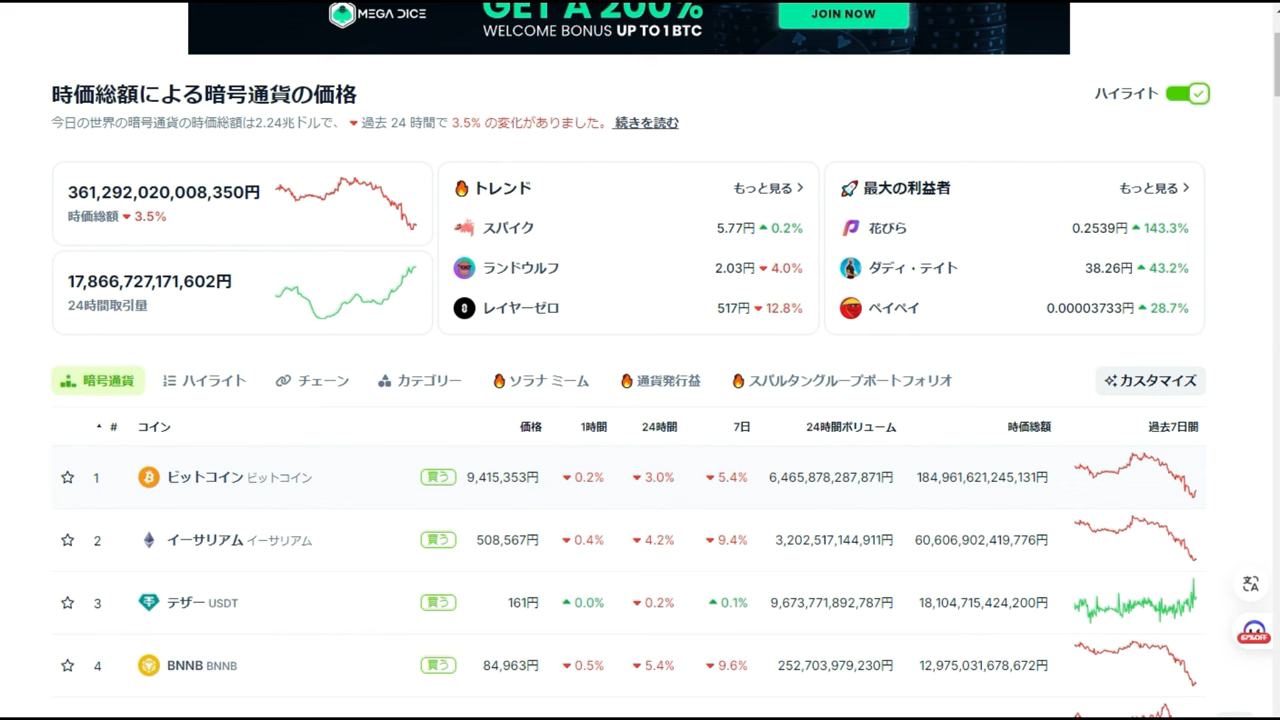 MEGA DICE
GET A 200%
WELCOME BONUS UP TO 1 BTC
JOIN NOW
時価総額による暗号通貨の価格
ハイライト
今日の世界の暗号通貨の時価総額は2.24兆ドルで、 過去 24 時間で 3.5% の変化がありました。 続きを読む
361,292,020,008,350円
時価総額 3.5%
17,866,727,171,602円
24時間取引量
トレンド もっと見る
スパイク 5.77円 0.2%
ランドウルフ 2.03円 4.0%
レイヤーゼロ 517円 12.8%
最大の利益者 もっと見る
花びら 0.2539円 143.3%
ダディ・テイト 38.26円 43.2%
ペイペイ 0.00003733円 28.7%
暗号通貨 ハイライト チェーン カテゴリー ソラナ ミーム 通貨発行益 スパルタングループポートフォリオ カスタマイズ
# コイン 価格 1時間 24時間 7日 24時間ボリューム 時価総額 過去7日間
1 ビットコイン ビットコイン 買う 9,415,353円 0.2% 3.0% 5.4% 6,465,878,287,871円 184,961,621,245,131円
2 イーサリアム イーサリアム 買う 508,567円 0.4% 4.2% 9.4% 3,202,517,144,911円 60,606,902,419,776円
3 テザー USDT 買う 161円 0.0% 0.2% 0.1% 9,673,771,892,787円 18,104,715,424,200円
4 BNNB BNNB 買う 84,963円 0.5% 5.4% 9.6% 252,703,979,230円 12,975,031,678,672円
67%OFF